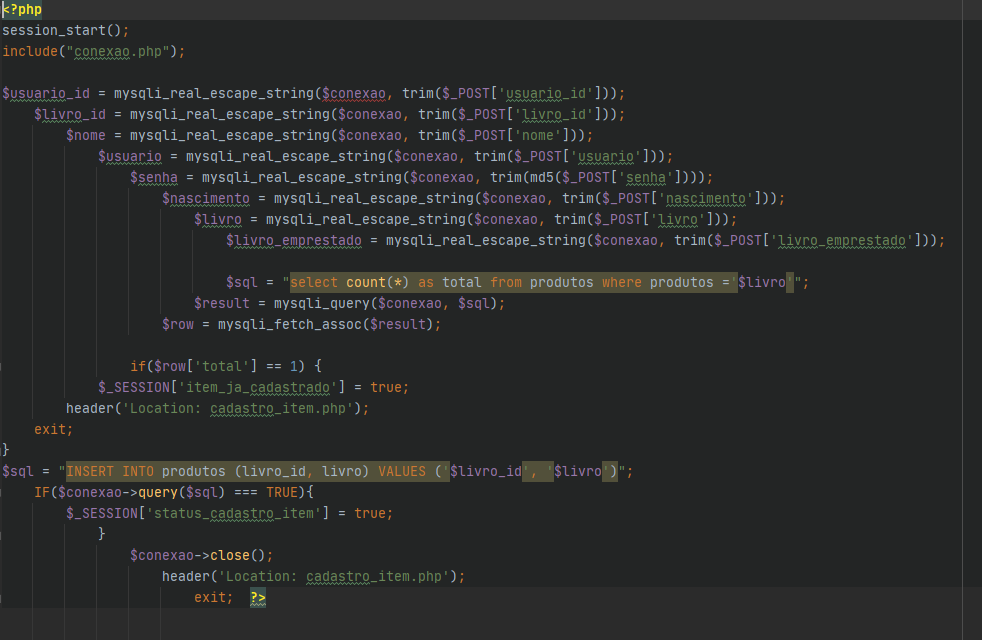 <?php
session_start();
include("conexao.php");
$usuario_id = mysqli_real_escape_string($conexao, trim($_POST['usuario_id']));
$livro_id = mysqli_real_escape_string($conexao, trim($_POST['livro_id']));
$nome = mysqli_real_escape_string($conexao, trim($_POST['nome']));
$usuario = mysqli_real_escape_string($conexao, trim($_POST['usuario']));
$senha = mysqli_real_escape_string($conexao, trim(md5($_POST['senha'])));
$nascimento = mysqli_real_escape_string($conexao, trim($_POST['nascimento']));
$livro = mysqli_real_escape_string($conexao, trim($_POST['livro']));
$livro_emprestado = mysqli_real_escape_string($conexao, trim($_POST['livro_emprestado']));
$sql = "select count(*) as total from produtos where produtos ='$livro'";
$result = mysqli_query($conexao, $sql);
$row = mysqli_fetch_assoc($result);
if($row['total'] == 1) {
$_SESSION['item_ja_cadastrado'] = true;
header('Location: cadastro_item.php');
exit;
}
$sql = "INSERT INTO produtos (livro_id, livro) VALUES ('$livro_id', '$livro')";
IF($conexao->query($sql) === TRUE){
$_SESSION['status_cadastro_item'] = true;
}
$conexao->close();
header('Location: cadastro_item.php');
exit; ?>